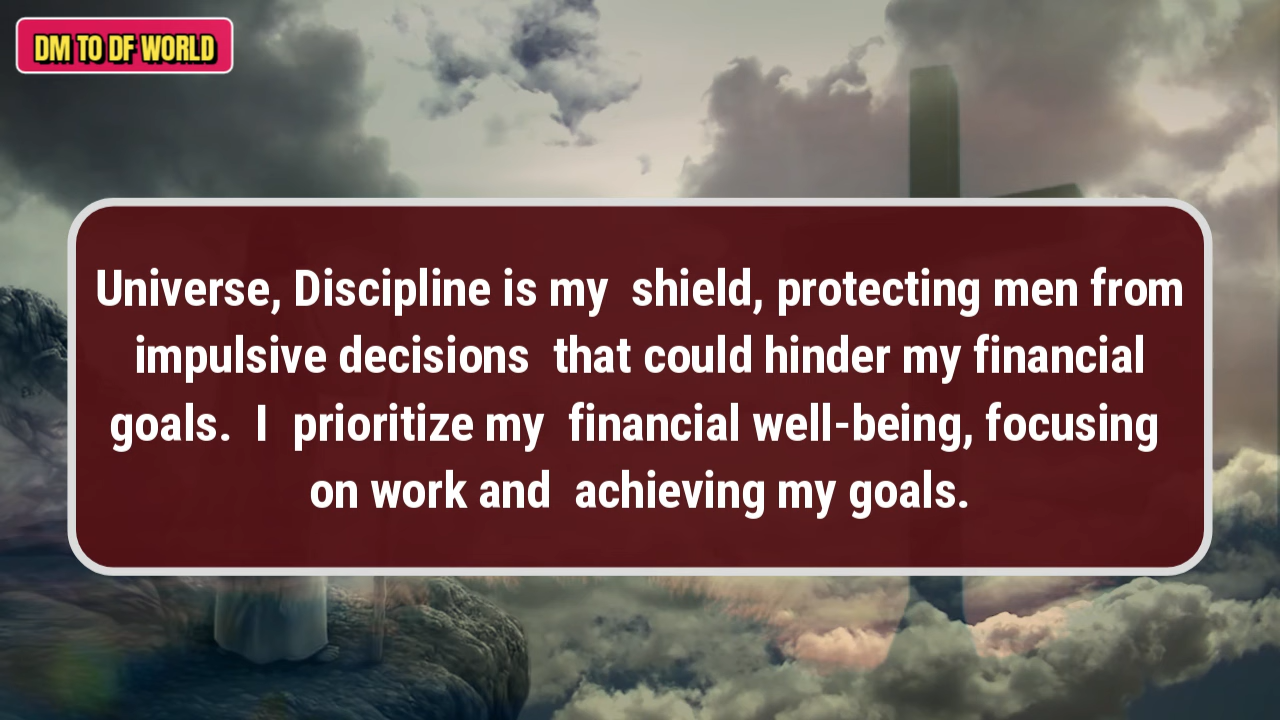 DM TO DF WORLD
Universe, Discipline is my  shield, protecting men from
impulsive decisions  that could hinder my financial
goals.  I  prioritize my  financial well-being, focusing
on work and  achieving my goals.